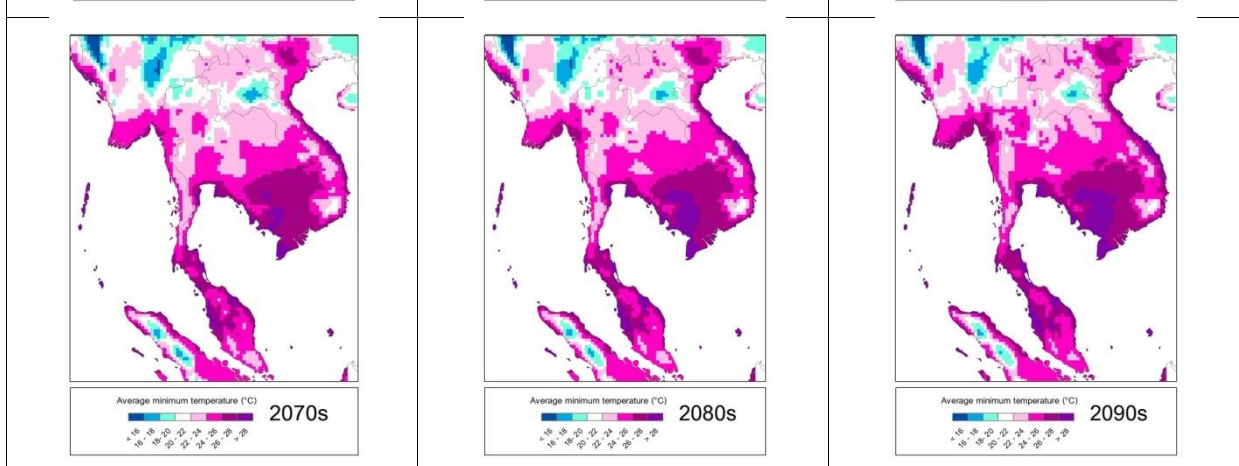 Average minimum temperature (°C)
2070s
< 16
16 - 18
18- 20
20 - 22
22 - 24
24 - 26
26 - 28
> 28
Average minimum temperature (°C)
2080s
< 16
16 - 18
18- 20
20 - 22
22 - 24
24 - 26
26 - 28
> 28
Average minimum temperature (°C)
2090s
< 16
16 - 18
18- 20
20 - 22
22 - 24
24 - 26
26 - 28
> 28